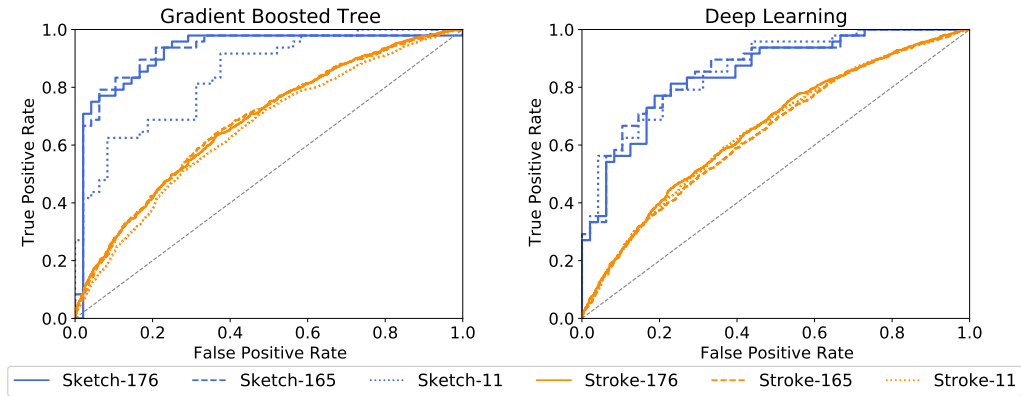 Gradient Boosted Tree
1.0
0.8
0.6
0.4
0.2
0.0
True Positive Rate
0.0 0.2 0.4 0.6 0.8 1.0
False Positive Rate
Deep Learning
1.0
0.8
0.6
0.4
0.2
0.0
True Positive Rate
0.0 0.2 0.4 0.6 0.8 1.0
False Positive Rate
Sketch-176 Sketch-165 Sketch-11 Stroke-176 Stroke-165 Stroke-11